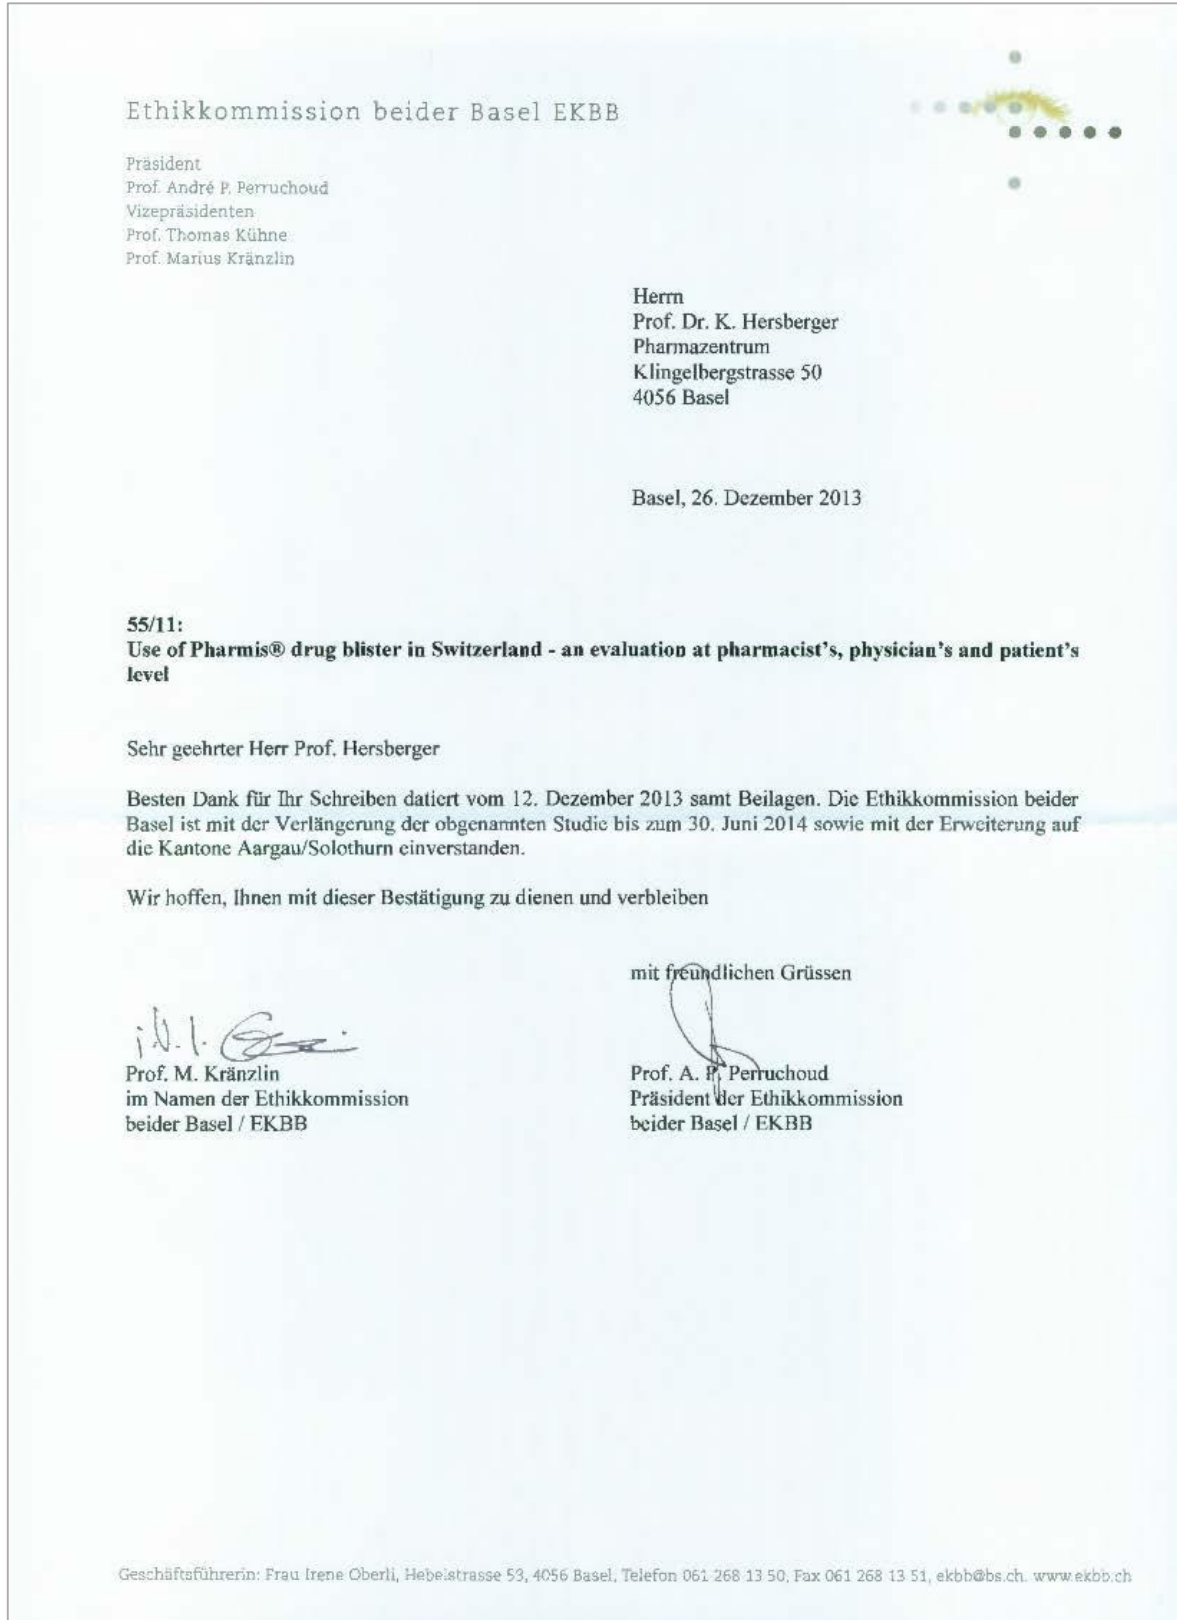 Ethikkommission beider Basel EKBB
Präsident
Prof. André P. Perruchoud
Vizepräsidenten
Prof. Thomas Kühne
Prof. Marius Kränzlin
Herrn
Prof. Dr. K. Hersberger
Pharmazentrum
Klingelbergstrasse 50
4056 Basel
Basel, 26. Dezember 2013
55/11:
Use of Pharmis® drug blister in Switzerland - an evaluation at pharmacist's, physician's and patient's
level
Sehr geehrter Herr Prof. Hersberger
Besten Dank für Ihr Schreiben datiert vom 12. Dezember 2013 samt Beilagen. Die Ethikkommission beider
Basel ist mit der Verlängerung der obgenannten Studie bis zum 30. Juni 2014 sowie mit der Erweiterung auf
die Kantone Aargau/Solothurn einverstanden.
Wir hoffen, Ihnen mit dieser Bestätigung zu dienen und verbleiben
mit freundlichen Grüssen
Prof. M. Kränzlin
im Namen der Ethikkommission
beider Basel / EKBB
Prof. A. P. Perruchoud
Präsident der Ethikkommission
beider Basel / EKBB
Geschäftsführerin: Frau Irene Oberli, Hebelstrasse 53, 4056 Basel, Telefon 061 268 13 50, Fax 061 268 13 51, ekbb@bs.ch. www.ekbb.ch